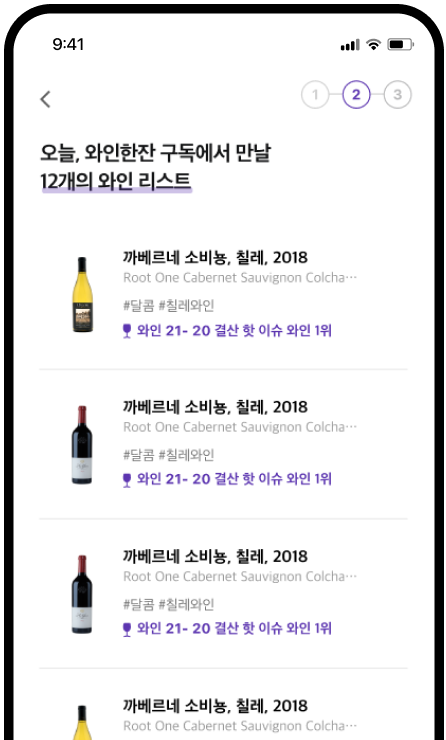 9:41
1 2 3
오늘, 와인한잔 구독에서 만날
12개의 와인 리스트
까베르네 소비뇽, 칠레, 2018
Root One Cabernet Sauvignon Colcha…
#달콤 #칠레와인
와인 21- 20 결산 핫 이슈 와인 1위
까베르네 소비뇽, 칠레, 2018
Root One Cabernet Sauvignon Colcha…
#달콤 #칠레와인
와인 21- 20 결산 핫 이슈 와인 1위
까베르네 소비뇽, 칠레, 2018
Root One Cabernet Sauvignon Colcha…
#달콤 #칠레와인
와인 21- 20 결산 핫 이슈 와인 1위
까베르네 소비뇽, 칠레, 2018
Root One Cabernet Sauvignon Colcha…